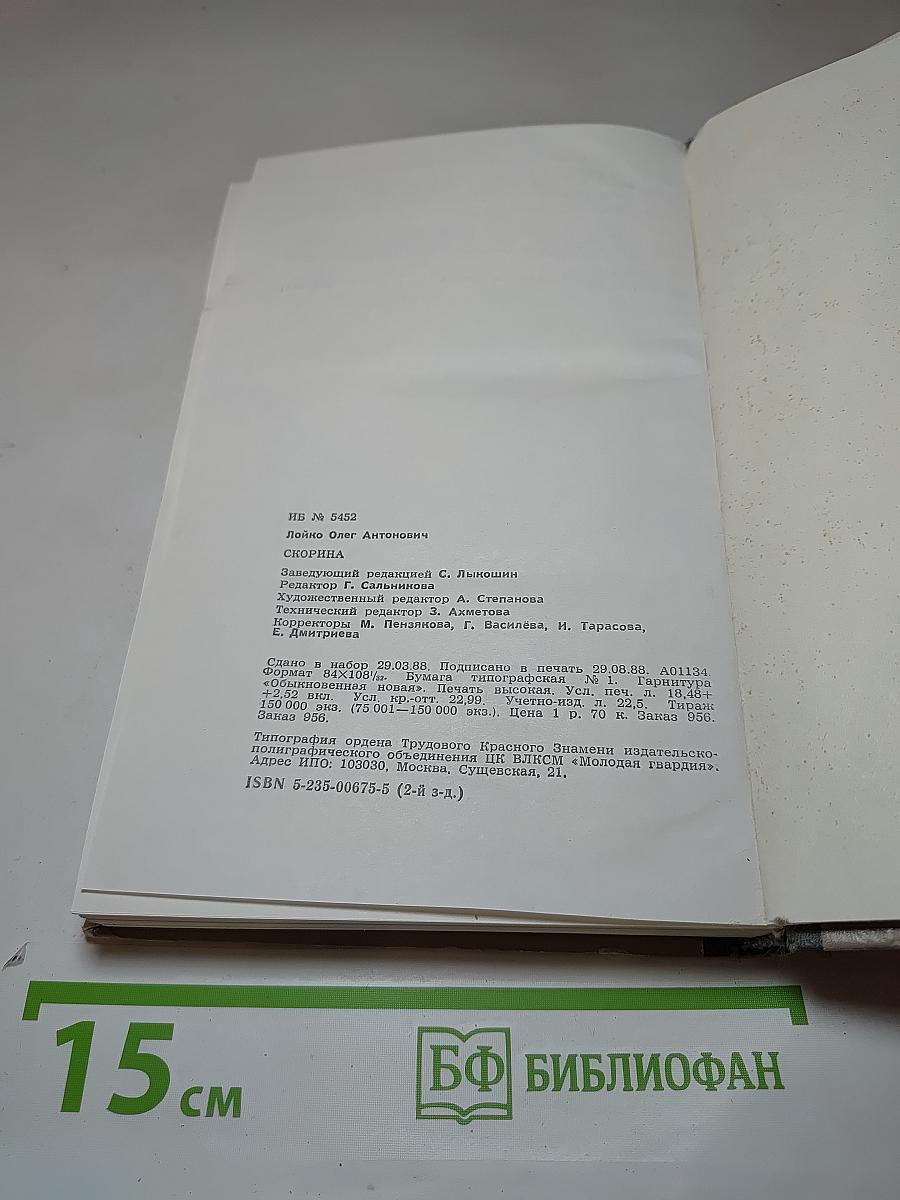 ИБ № 5452
Лойко Олег Антонович
СКОРИНА
Заведующий редакцией С. Лыкошин
Редактор Г. Сальникова
Художественный редактор А. Степанова
Технический редактор З. Ахметова
Корректоры М. Пензякова, Г. Василёва, И. Тарасова,
Е. Дмитриева
Сдано в набор 29.03.88. Подписано в печать 29.08.88. А01134.
Формат 84×108¹/₃₂. Бумага типографская № 1. Гарнитура
«Обыкновенная новая». Печать высокая. Усл. печ. л. 18,48+
+2,52 вкл. Усл. кр.-отт. 22,99. Учетно-изд. л. 22,5. Тираж
150 000 экз. (75 001—150 000 экз.). Цена 1 р. 70 к. Заказ 956.
Заказ 956.
Типография ордена Трудового Красного Знамени издательско-
полиграфического объединения ЦК ВЛКСМ «Молодая гвардия».
Адрес ИПО: 103030, Москва, Сущевская, 21.
ISBN 5-235-00675-5 (2-й з-д.)
15 см
БФ БИБЛИОФАН